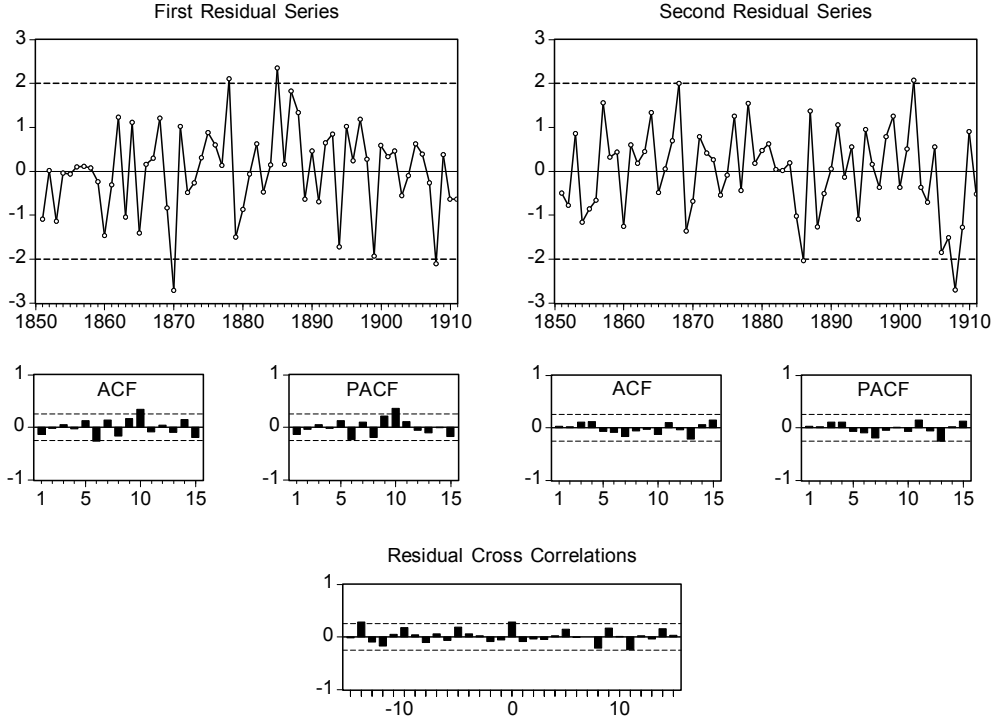 First Residual Series
Second Residual Series
3
2
1
0
-1
-2
-3
1850 1860 1870 1880 1890 1900 1910
3
2
1
0
-1
-2
-3
1850 1860 1870 1880 1890 1900 1910
ACF
1
0
-1
1 5 10 15
PACF
1
0
-1
1 5 10 15
ACF
1
0
-1
1 5 10 15
PACF
1
0
-1
1 5 10 15
Residual Cross Correlations
1
0
-1
-10 0 10